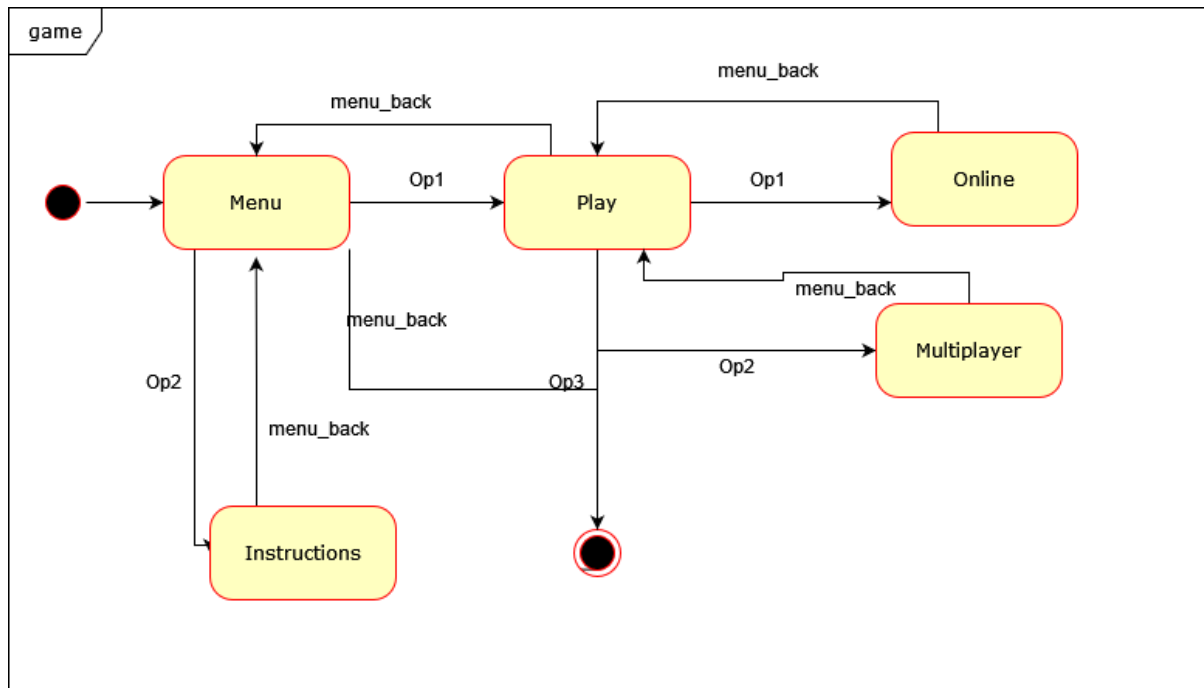 game
menu_back
menu_back
Menu
Op1
Play
Op1
Online
menu_back
menu_back
Multiplayer
Op2
Op3
Op2
menu_back
Instructions